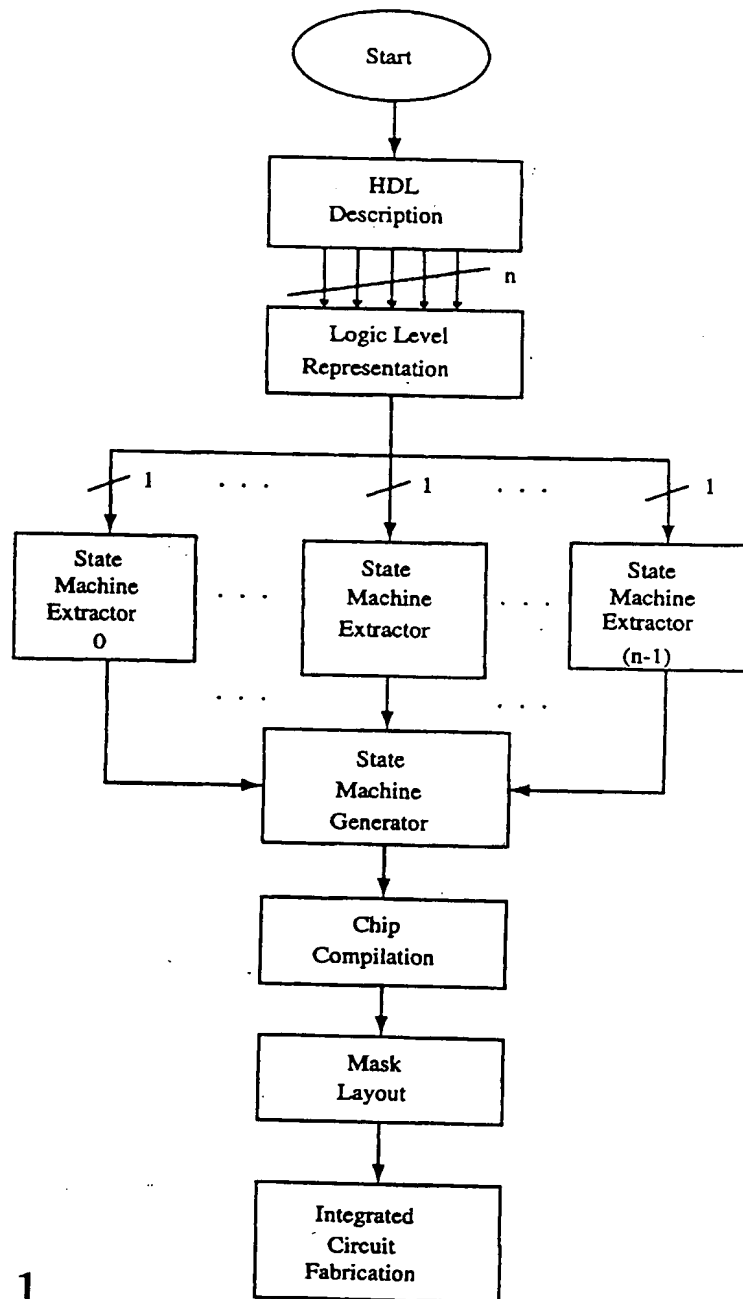 Start
HDL
Description
n
Logic Level
Representation
1
. . .
1
. . .
1
State
Machine
Extractor
0
. . .
State
Machine
Extractor
. . .
State
Machine
Extractor
(n-1)
. . .
. . .
State
Machine
Generator
Chip
Compilation
Mask
Layout
Integrated
Circuit
Fabrication
1